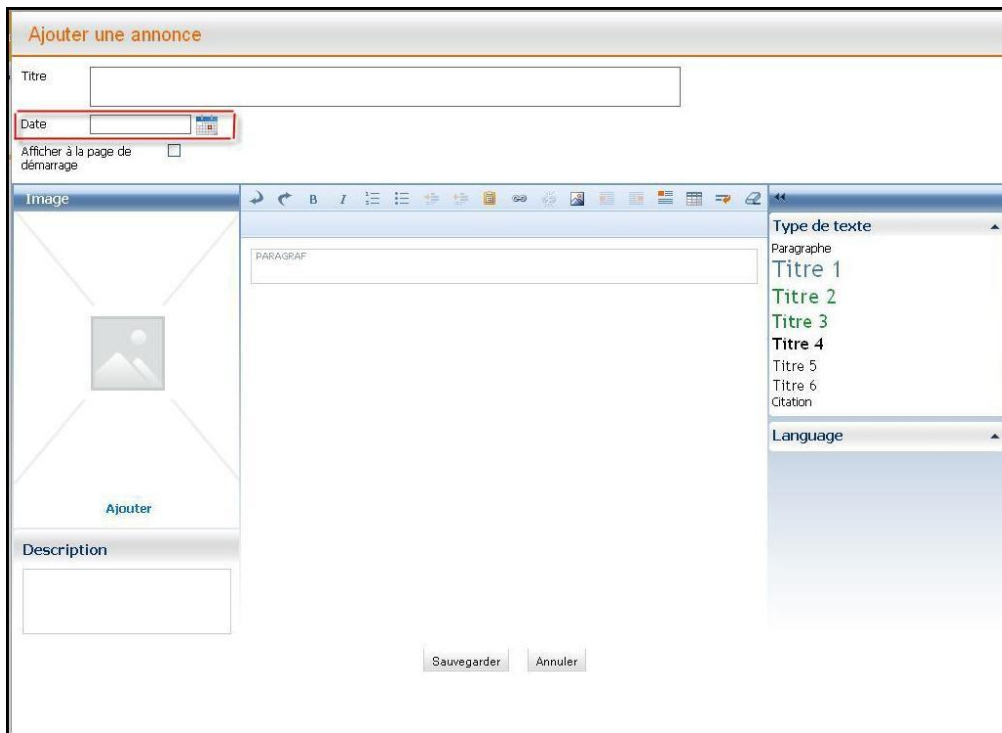 Ajouter une annonce
Titre
Date
Afficher à la page de
démarrage
Image
B I
PARAGRAF
Ajouter
Description
Type de texte
Paragraphe
Titre 1
Titre 2
Titre 3
Titre 4
Titre 5
Titre 6
Citation
Language
Sauvegarder Annuler